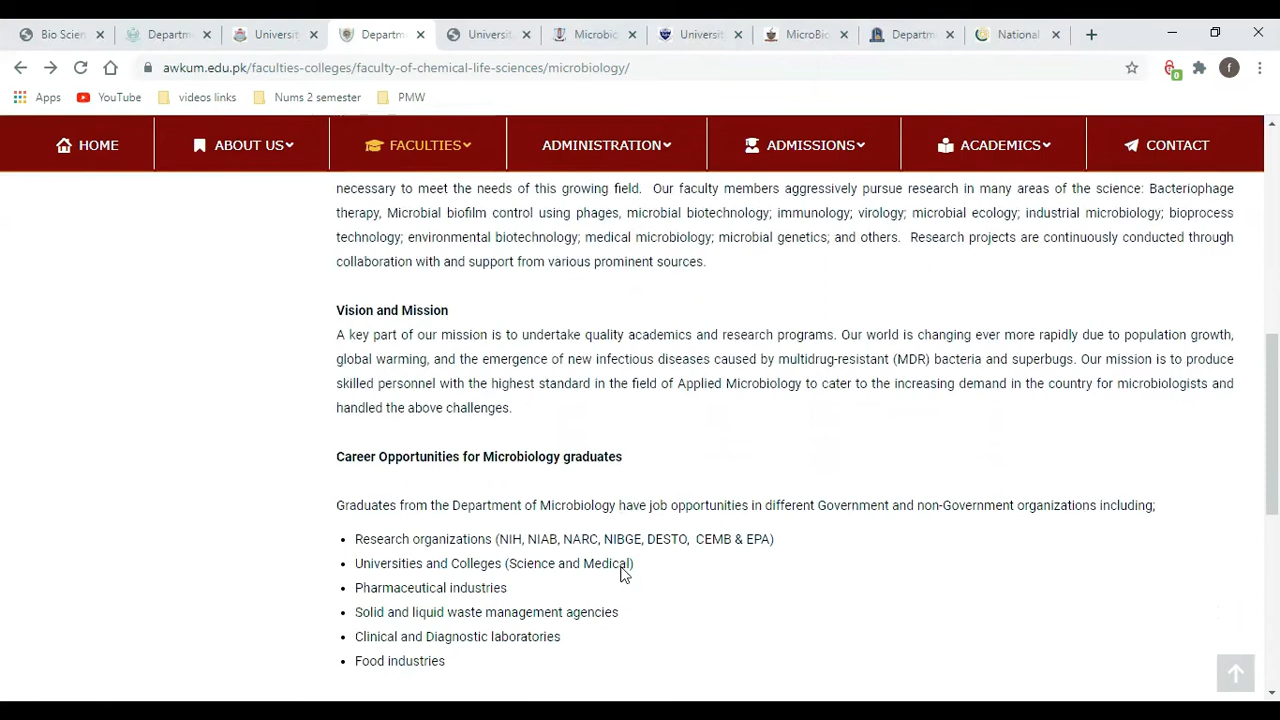 Bio Scien
Departm
Universit
Departm
Universit
Microbic
Universit
MicroBio
Departm
National
awkum.edu.pk/faculties-colleges/faculty-of-chemical-life-sciences/microbiology/
0
f
Apps
YouTube
videos links
Nums 2 semester
PMW
HOME
ABOUT US
FACULTIES
ADMINISTRATION
ADMISSIONS
ACADEMICS
CONTACT
necessary to meet the needs of this growing field. Our faculty members aggressively pursue research in many areas of the science: Bacteriophage
therapy, Microbial biofilm control using phages, microbial biotechnology; immunology; virology; microbial ecology; industrial microbiology; bioprocess
technology; environmental biotechnology; medical microbiology; microbial genetics; and others. Research projects are continuously conducted through
collaboration with and support from various prominent sources.
Vision and Mission
A key part of our mission is to undertake quality academics and research programs. Our world is changing ever more rapidly due to population growth,
global warming, and the emergence of new infectious diseases caused by multidrug-resistant (MDR) bacteria and superbugs. Our mission is to produce
skilled personnel with the highest standard in the field of Applied Microbiology to cater to the increasing demand in the country for microbiologists and
handled the above challenges.
Career Opportunities for Microbiology graduates
Graduates from the Department of Microbiology have job opportunities in different Government and non-Government organizations including;
• Research organizations (NIH, NIAB, NARC, NIBGE, DESTO, CEMB & EPA)
• Universities and Colleges (Science and Medical)
• Pharmaceutical industries
• Solid and liquid waste management agencies
• Clinical and Diagnostic laboratories
• Food industries